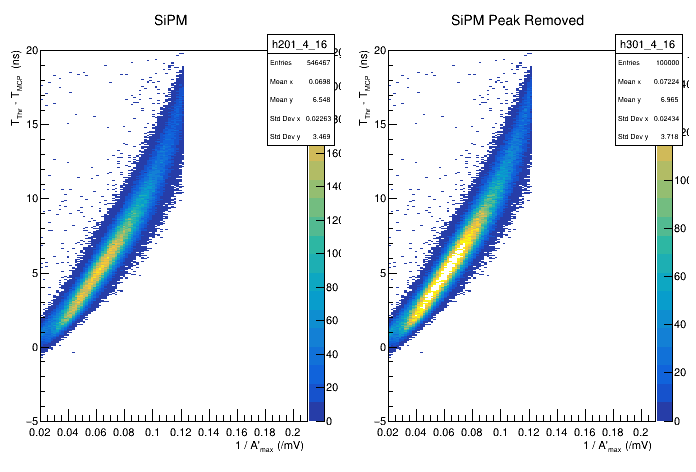 SiPM
h201_4_16
Entries 546467
Mean x 0.0698
Mean y 6.548
Std Dev x 0.02263
Std Dev y 3.469
T_Thr - T_MCP (ns)
20
15
10
5
0
−5
0.02 0.04 0.06 0.08 0.1 0.12 0.14 0.16 0.18 0.2
1 / A'_max (/mV)
140
120
100
80
60
40
20
0
SiPM Peak Removed
h301_4_16
Entries 100000
Mean x 0.07224
Mean y 6.965
Std Dev x 0.02434
Std Dev y 3.718
T_Thr - T_MCP (ns)
20
15
10
5
0
−5
0.02 0.04 0.06 0.08 0.1 0.12 0.14 0.16 0.18 0.2
1 / A'_max (/mV)
80
60
40
20
0